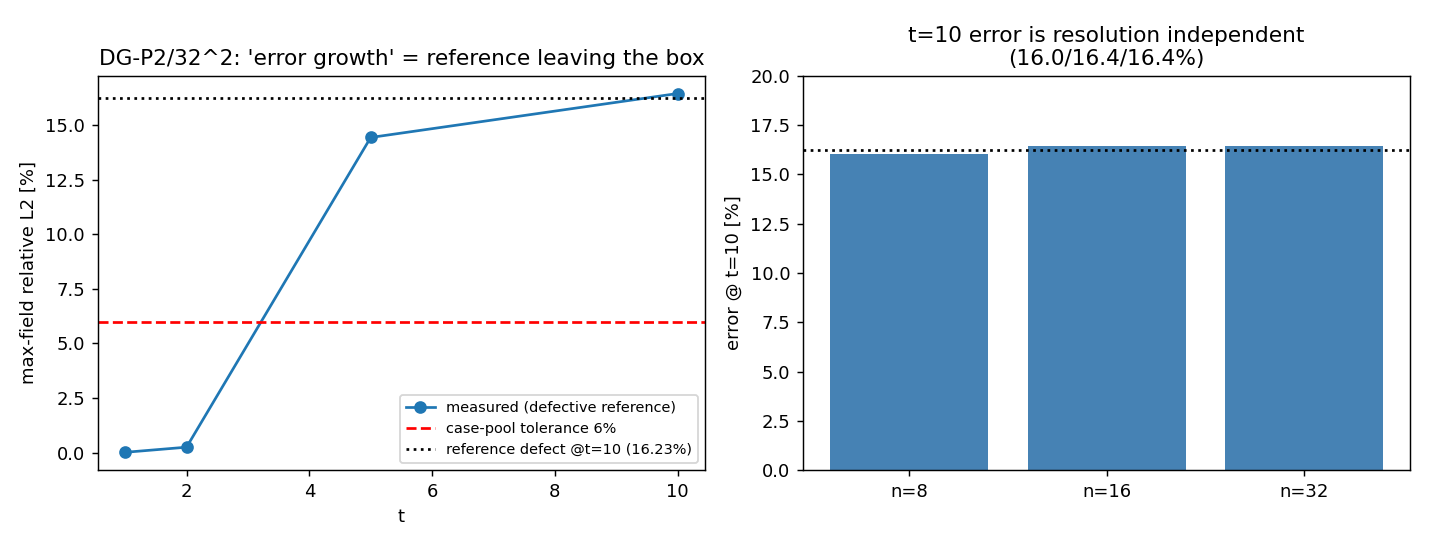 DG-P2/32^2: 'error growth' = reference leaving the box
max-field relative L2 [%]
15.0
12.5
10.0
7.5
5.0
2.5
0.0
2
4
6
8
10
t
measured (defective reference)
case-pool tolerance 6%
reference defect @t=10 (16.23%)
t=10 error is resolution independent
(16.0/16.4/16.4%)
error @ t=10 [%]
20.0
17.5
15.0
12.5
10.0
7.5
5.0
2.5
0.0
n=8
n=16
n=32